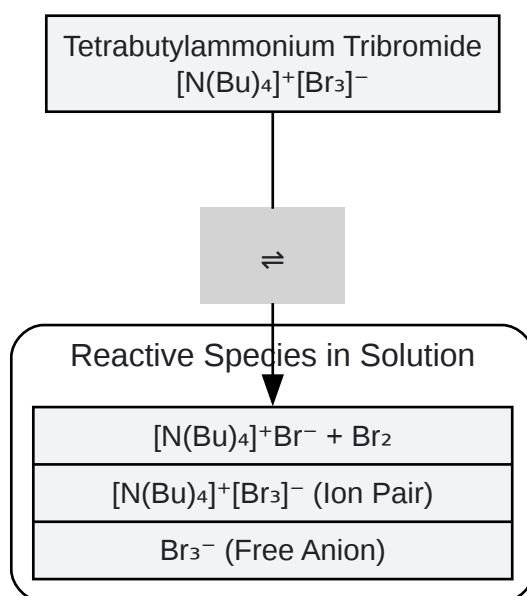 Tetrabutylammonium Tribromide
[N(Bu)₄]⁺[Br₃]⁻
⇌
Reactive Species in Solution
[N(Bu)₄]⁺Br⁻ + Br₂
[N(Bu)₄]⁺[Br₃]⁻ (Ion Pair)
Br₃⁻ (Free Anion)